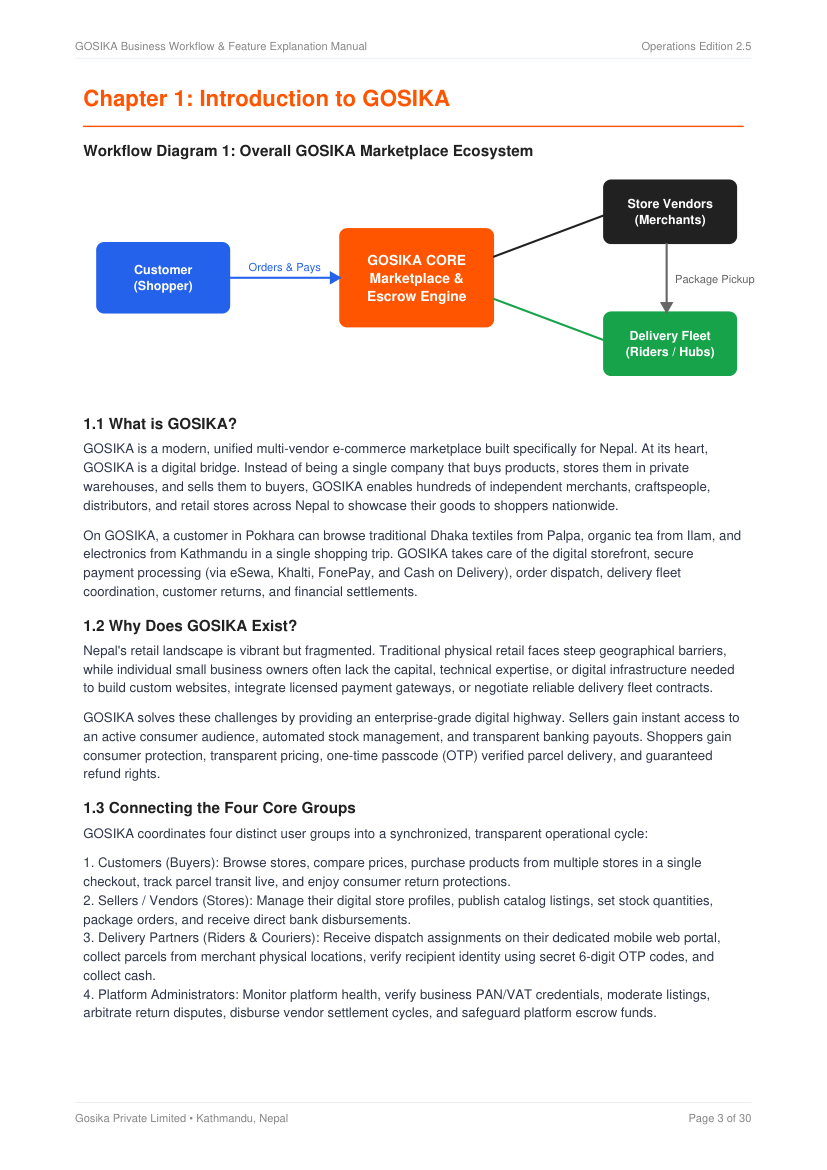 GOSIKA Business Workflow & Feature Explanation Manual
Operations Edition 2.5
Chapter 1: Introduction to GOSIKA
Workflow Diagram 1: Overall GOSIKA Marketplace Ecosystem
Customer
(Shopper)
Orders & Pays
GOSIKA CORE
Marketplace &
Escrow Engine
Store Vendors
(Merchants)
Package Pickup
Delivery Fleet
(Riders / Hubs)
1.1 What is GOSIKA?
GOSIKA is a modern, unified multi-vendor e-commerce marketplace built specifically for Nepal. At its heart,
GOSIKA is a digital bridge. Instead of being a single company that buys products, stores them in private
warehouses, and sells them to buyers, GOSIKA enables hundreds of independent merchants, craftspeople,
distributors, and retail stores across Nepal to showcase their goods to shoppers nationwide.
On GOSIKA, a customer in Pokhara can browse traditional Dhaka textiles from Palpa, organic tea from Ilam, and
electronics from Kathmandu in a single shopping trip. GOSIKA takes care of the digital storefront, secure
payment processing (via eSewa, Khalti, FonePay, and Cash on Delivery), order dispatch, delivery fleet
coordination, customer returns, and financial settlements.
1.2 Why Does GOSIKA Exist?
Nepal's retail landscape is vibrant but fragmented. Traditional physical retail faces steep geographical barriers,
while individual small business owners often lack the capital, technical expertise, or digital infrastructure needed
to build custom websites, integrate licensed payment gateways, or negotiate reliable delivery fleet contracts.
GOSIKA solves these challenges by providing an enterprise-grade digital highway. Sellers gain instant access to
an active consumer audience, automated stock management, and transparent banking payouts. Shoppers gain
consumer protection, transparent pricing, one-time passcode (OTP) verified parcel delivery, and guaranteed
refund rights.
1.3 Connecting the Four Core Groups
GOSIKA coordinates four distinct user groups into a synchronized, transparent operational cycle:
1. Customers (Buyers): Browse stores, compare prices, purchase products from multiple stores in a single
checkout, track parcel transit live, and enjoy consumer return protections.
2. Sellers / Vendors (Stores): Manage their digital store profiles, publish catalog listings, set stock quantities,
package orders, and receive direct bank disbursements.
3. Delivery Partners (Riders & Couriers): Receive dispatch assignments on their dedicated mobile web portal,
collect parcels from merchant physical locations, verify recipient identity using secret 6-digit OTP codes, and
collect cash.
4. Platform Administrators: Monitor platform health, verify business PAN/VAT credentials, moderate listings,
arbitrate return disputes, disburse vendor settlement cycles, and safeguard platform escrow funds.
Gosika Private Limited • Kathmandu, Nepal
Page 3 of 30